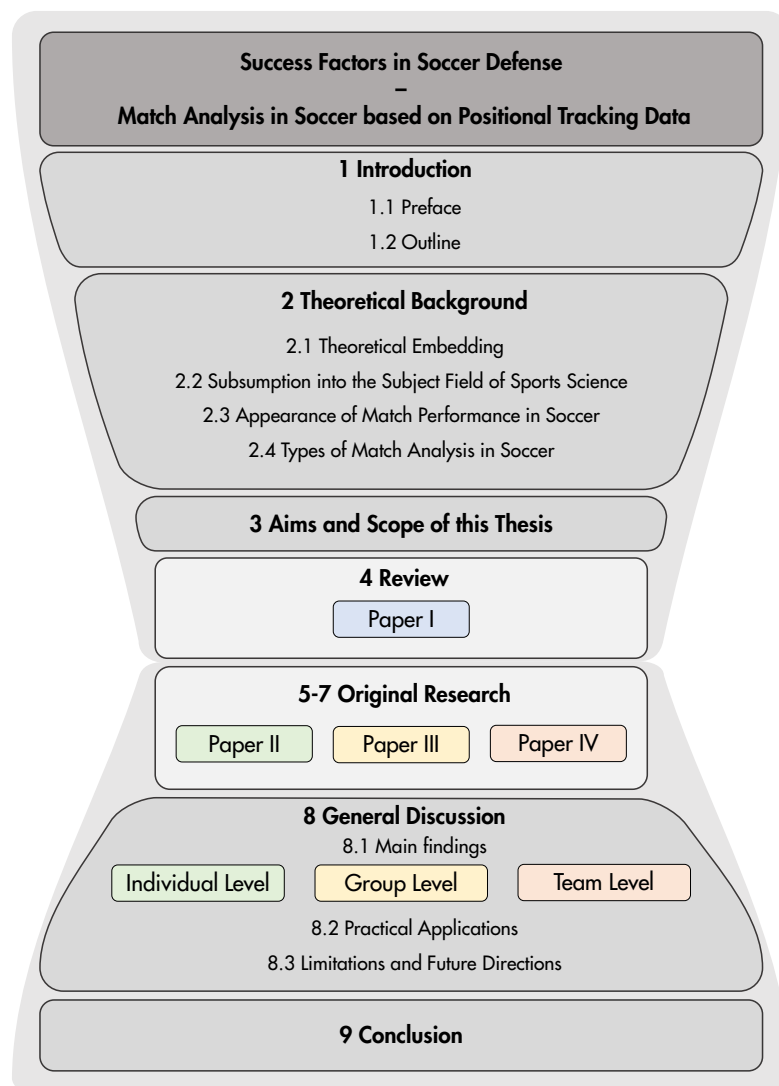 Success Factors in Soccer Defense
–
Match Analysis in Soccer based on Positional Tracking Data
1 Introduction
1.1 Preface
1.2 Outline
2 Theoretical Background
2.1 Theoretical Embedding
2.2 Subsumption into the Subject Field of Sports Science
2.3 Appearance of Match Performance in Soccer
2.4 Types of Match Analysis in Soccer
3 Aims and Scope of this Thesis
4 Review
Paper I
5-7 Original Research
Paper II Paper III Paper IV
8 General Discussion
8.1 Main findings
Individual Level Group Level Team Level
8.2 Practical Applications
8.3 Limitations and Future Directions
9 Conclusion